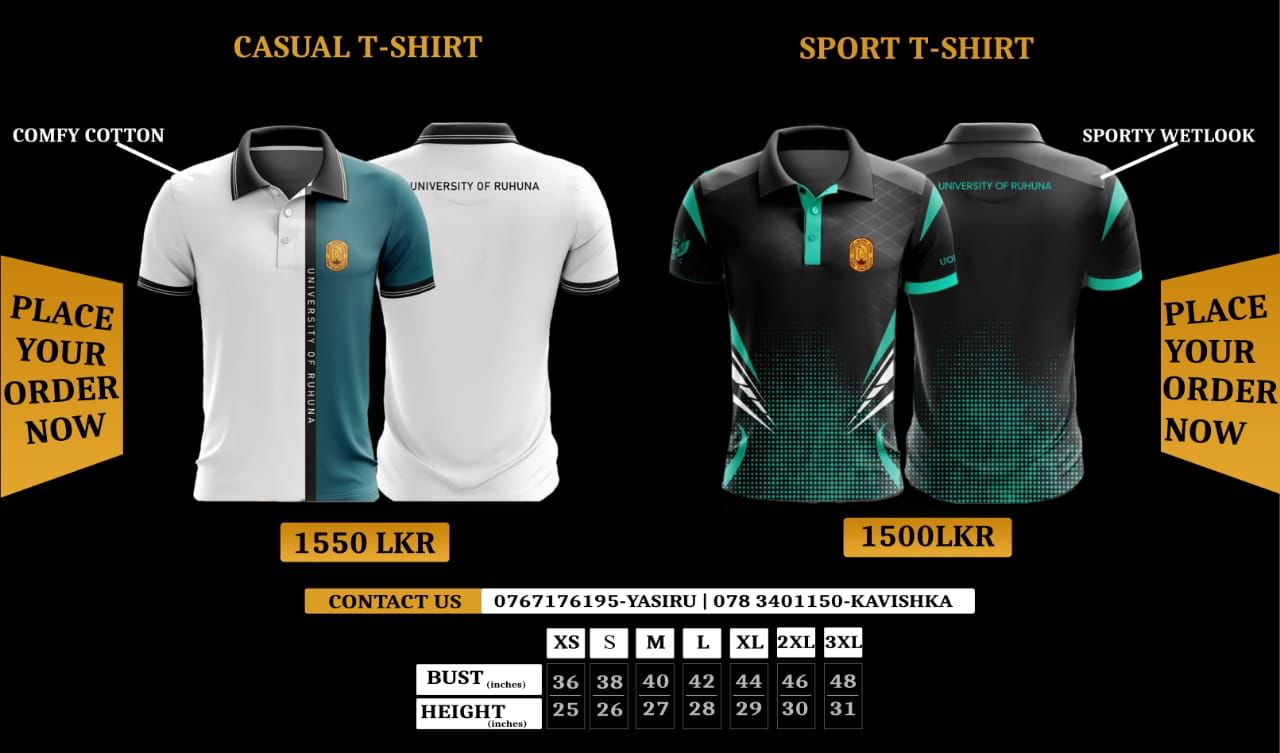 CASUAL T-SHIRT
SPORT T-SHIRT
COMFY COTTON
SPORTY WETLOOK
UNIVERSITY OF RUHUNA
UNIVERSITY OF RUHUNA
UNIVERSITY OF RUHUNA
PLACE
YOUR
ORDER
NOW
PLACE
YOUR
ORDER
NOW
1550 LKR
1500LKR
CONTACT US 0767176195-YASIRU | 078 3401150-KAVISHKA
XS S M L XL 2XL 3XL
BUST (inches) 36 38 40 42 44 46 48
HEIGHT (inches) 25 26 27 28 29 30 31